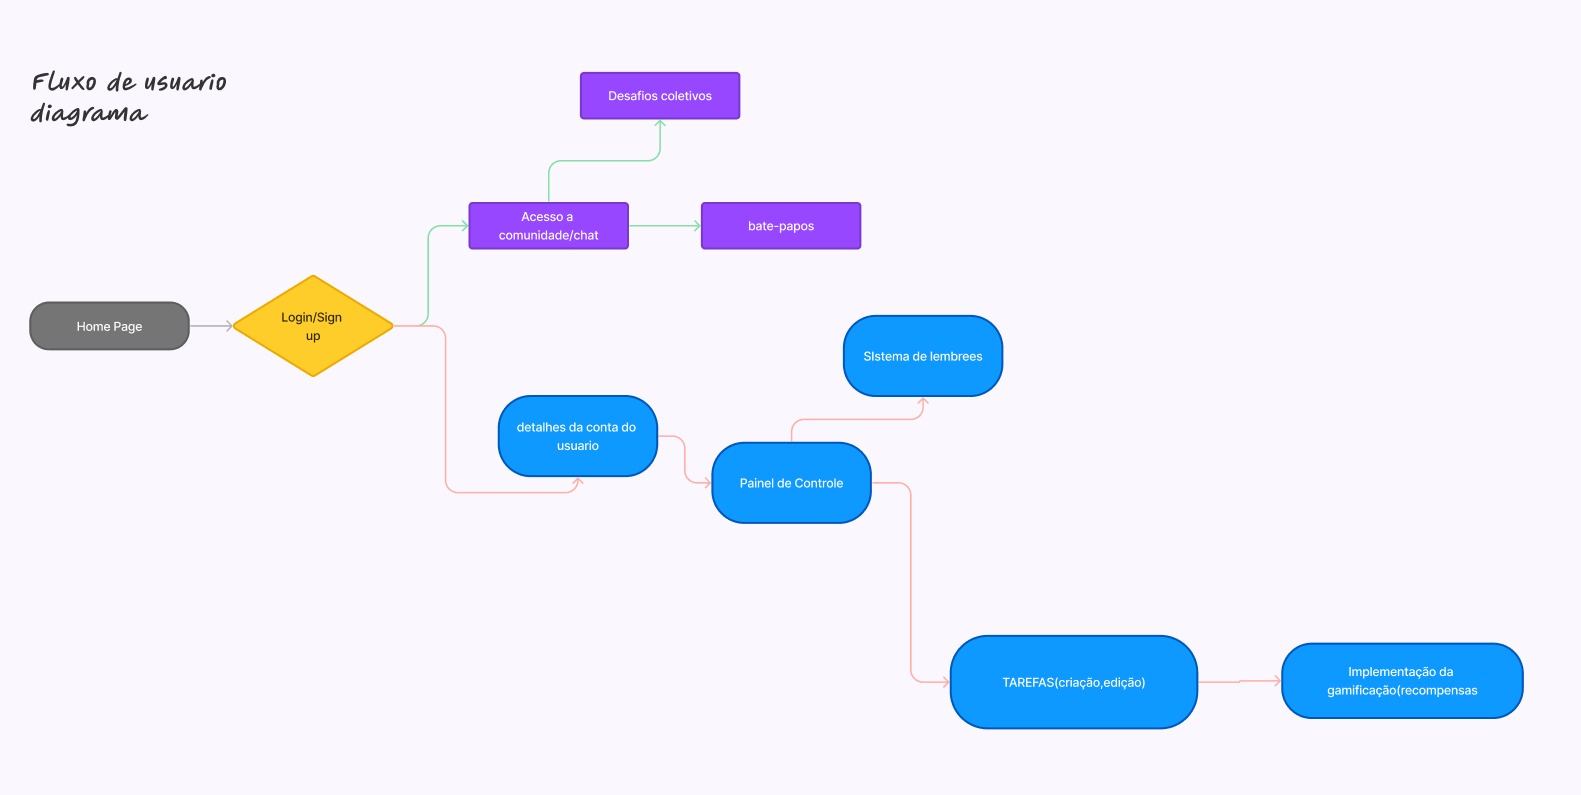 Fluxo de usuario
diagrama
Desafios coletivos
Acesso a
comunidade/chat
bate-papos
Home Page
Login/Sign
up
SIstema de lembrees
detalhes da conta do
usuario
Painel de Controle
TAREFAS(criação,edição)
Implementação da
gamificação(recompensas